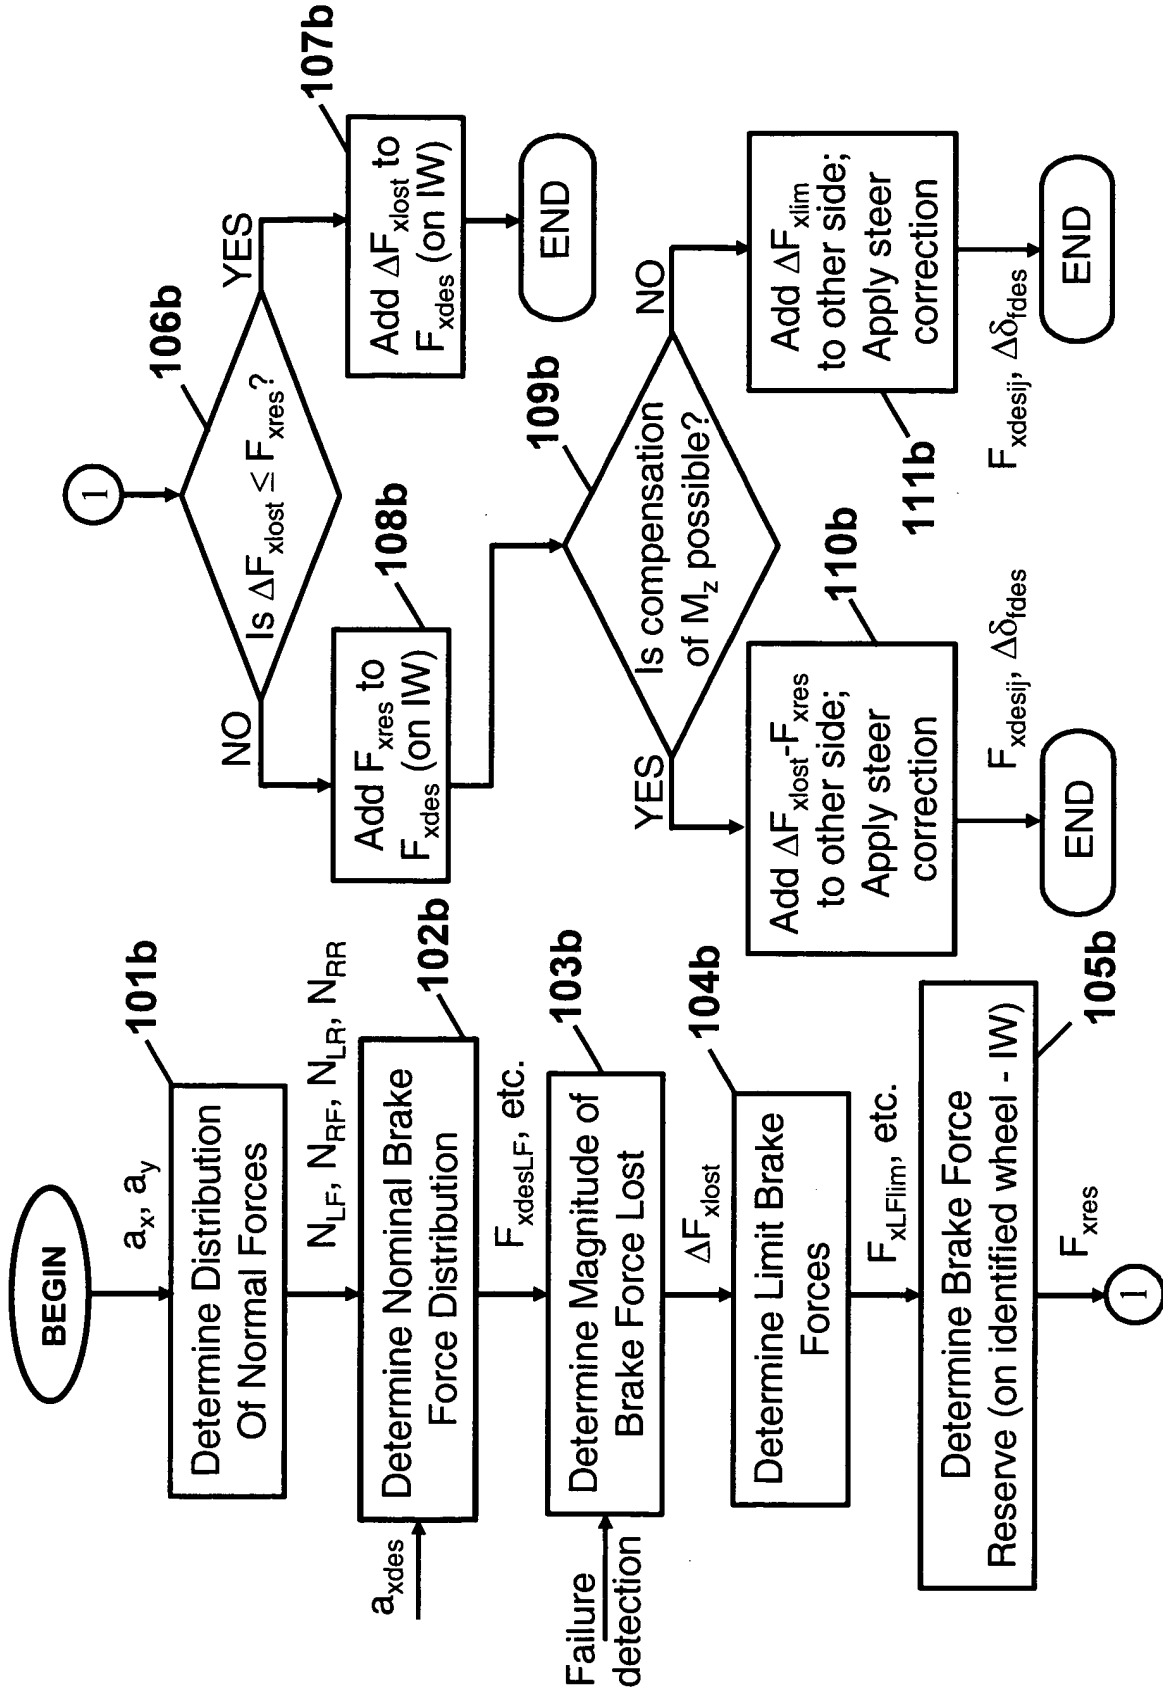 BEGIN
a_x, a_y
101b
Determine Distribution
Of Normal Forces
N_LF, N_RF, N_LR, N_RR
102b
a_xdes
Determine Nominal Brake
Force Distribution
F_xdesLF, etc.
103b
Failure
detection
Determine Magnitude of
Brake Force Lost
ΔF_xlost
104b
Determine Limit Brake
Forces
F_xLFlim, etc.
Determine Brake Force
Reserve (on identified wheel - IW)
105b
F_xres
1
1
106b
Is ΔF_xlost ≤ F_xres?
YES
107b
Add ΔF_xlost to
F_xdes (on IW)
END
NO
108b
Add F_xres to
F_xdes (on IW)
109b
Is compensation
of M_z possible?
YES
Add ΔF_xlost-F_xres
to other side;
Apply steer
correction
110b
F_xdesij, Δδ_fdes
END
NO
Add ΔF_xlim
to other side;
Apply steer
correction
111b
F_xdesij, Δδ_fdes
END